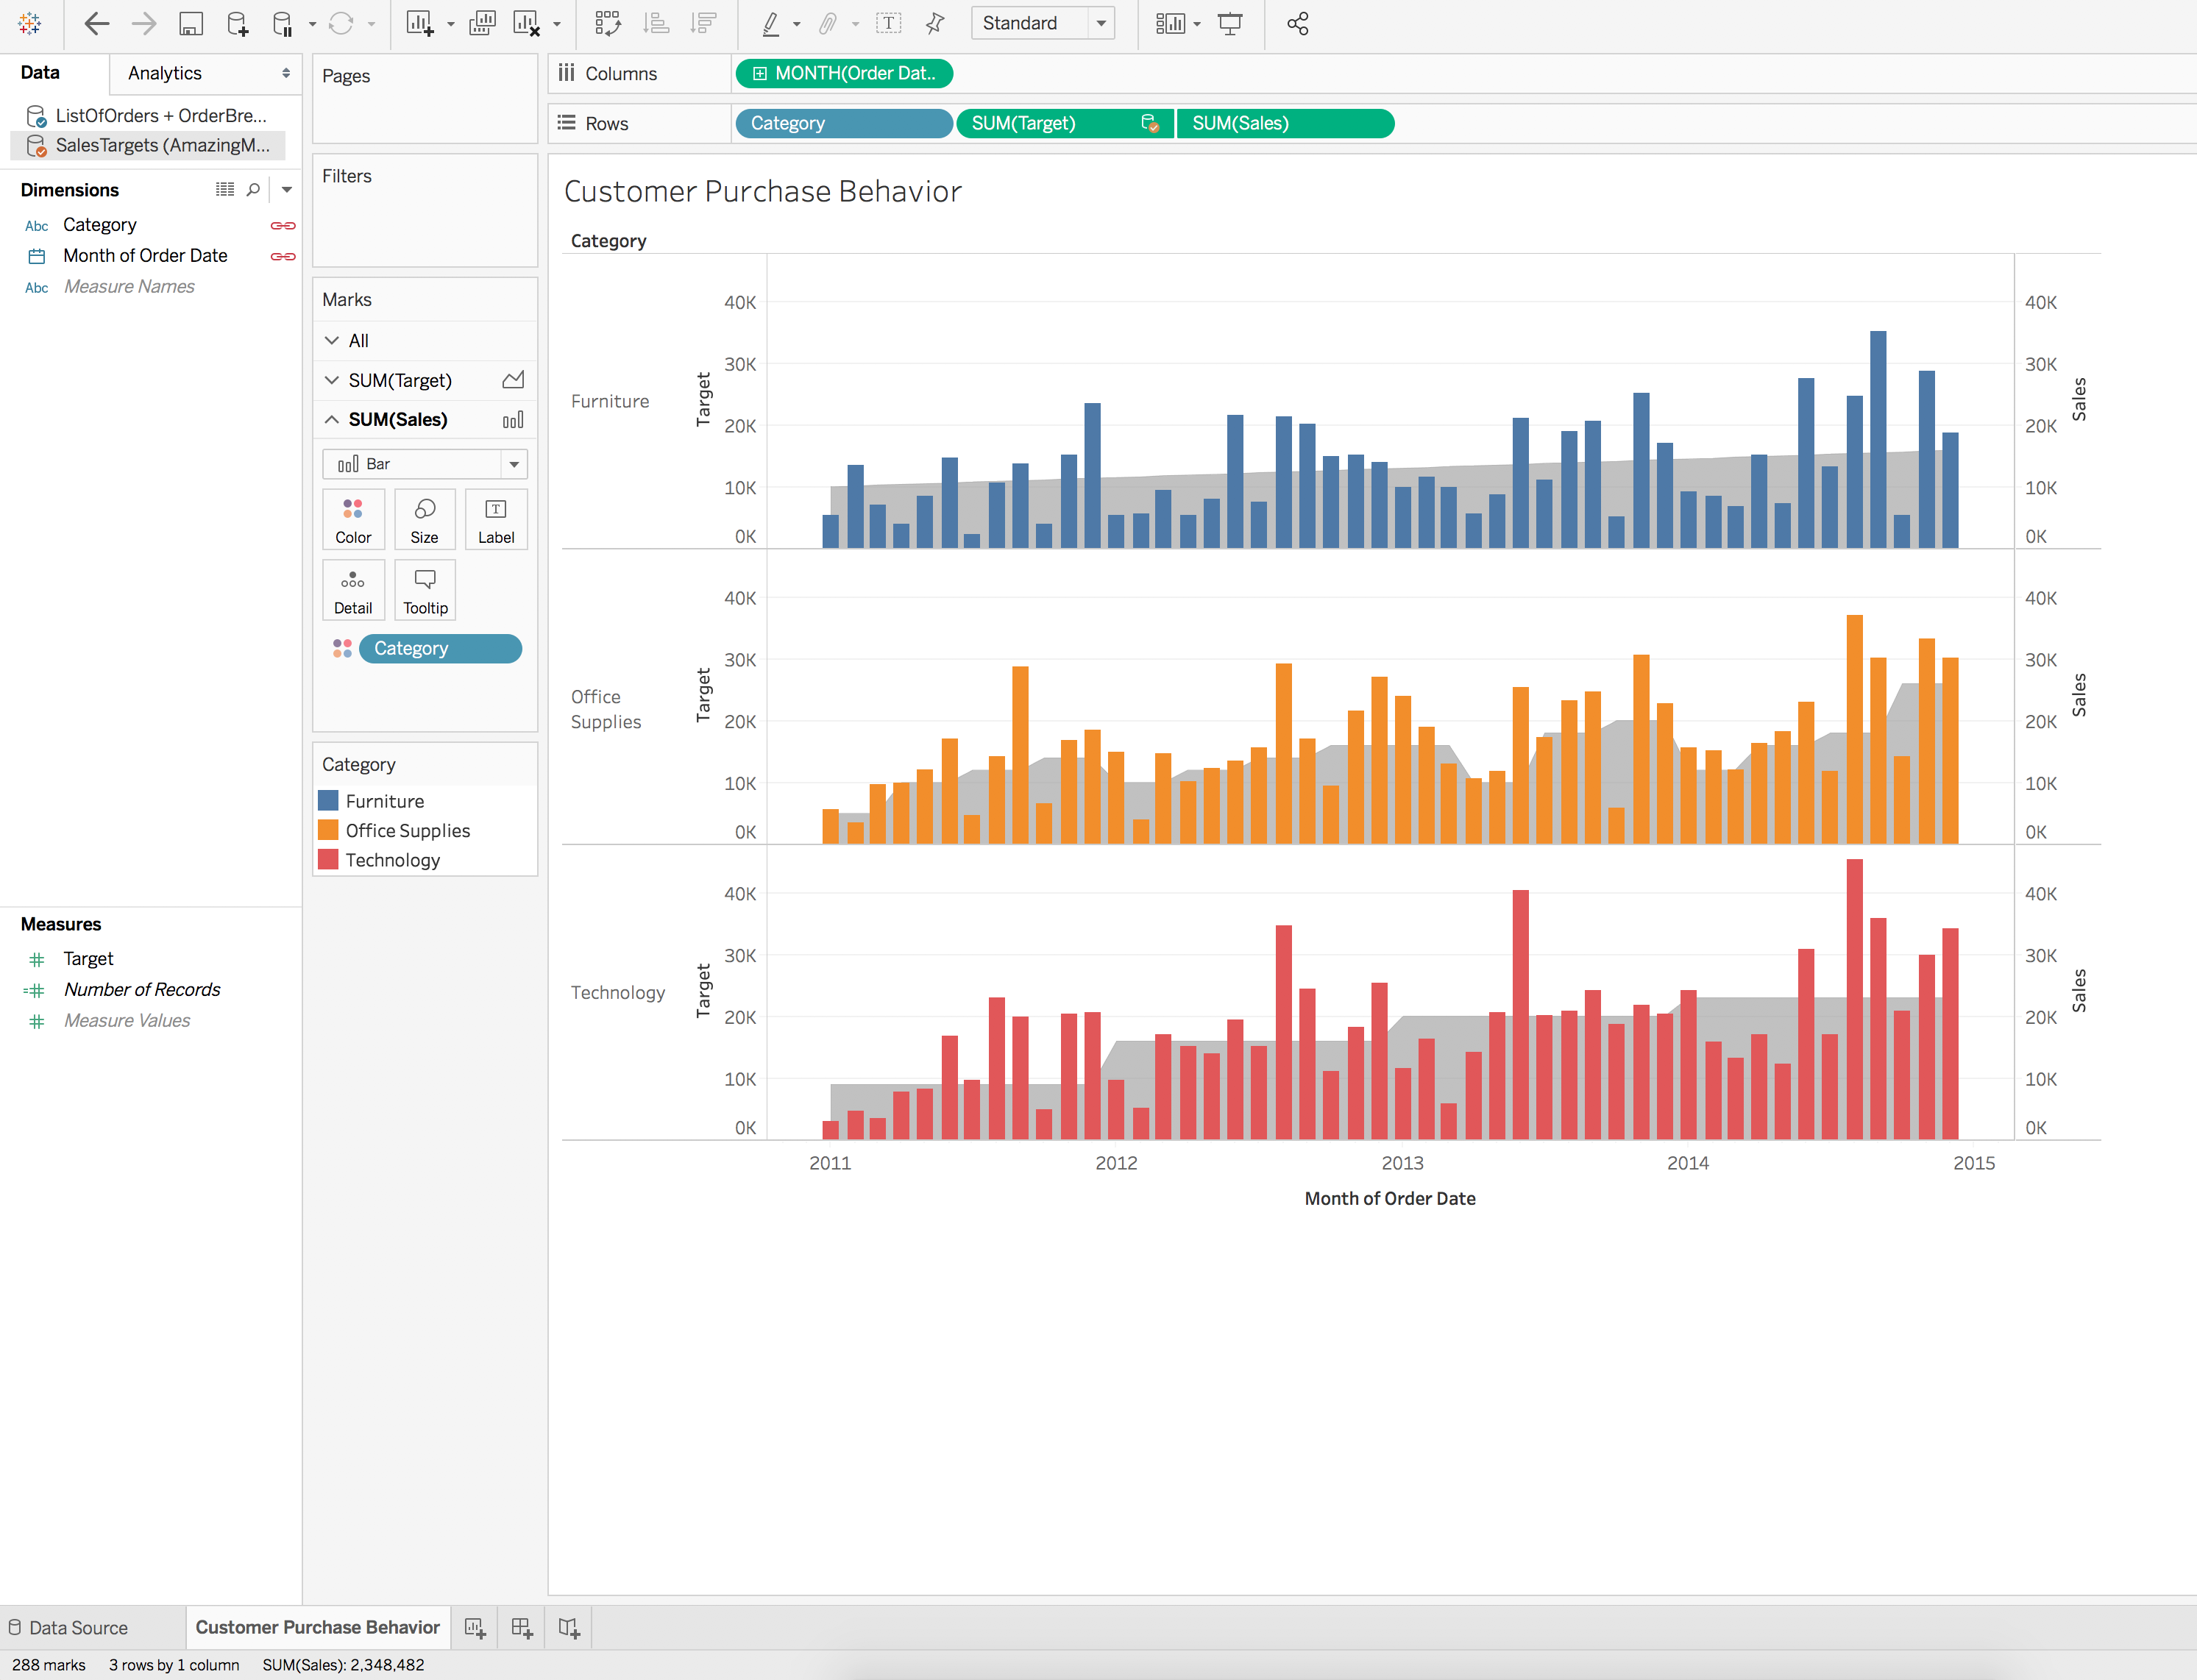 Standard
Data
Analytics
ListOfOrders + OrderBre...
SalesTargets (AmazingM...
Dimensions
Abc Category
Month of Order Date
Abc Measure Names
Measures
Target
=# Number of Records
# Measure Values
Pages
Filters
Marks
All
SUM(Target)
SUM(Sales)
Bar
Color Size T Label
Detail Tooltip
Category
Category
Furniture
Office Supplies
Technology
Columns MONTH(Order Dat..
Rows Category SUM(Target) SUM(Sales)
Customer Purchase Behavior
Category
Furniture
Target
40K
30K
20K
10K
0K
40K
30K
20K
10K
0K
Sales
Office
Supplies
Target
40K
30K
20K
10K
0K
40K
30K
20K
10K
0K
Sales
Technology
Target
40K
30K
20K
10K
0K
40K
30K
20K
10K
0K
Sales
2011 2012 2013 2014 2015
Month of Order Date
Data Source Customer Purchase Behavior
288 marks 3 rows by 1 column SUM(Sales): 2,348,482